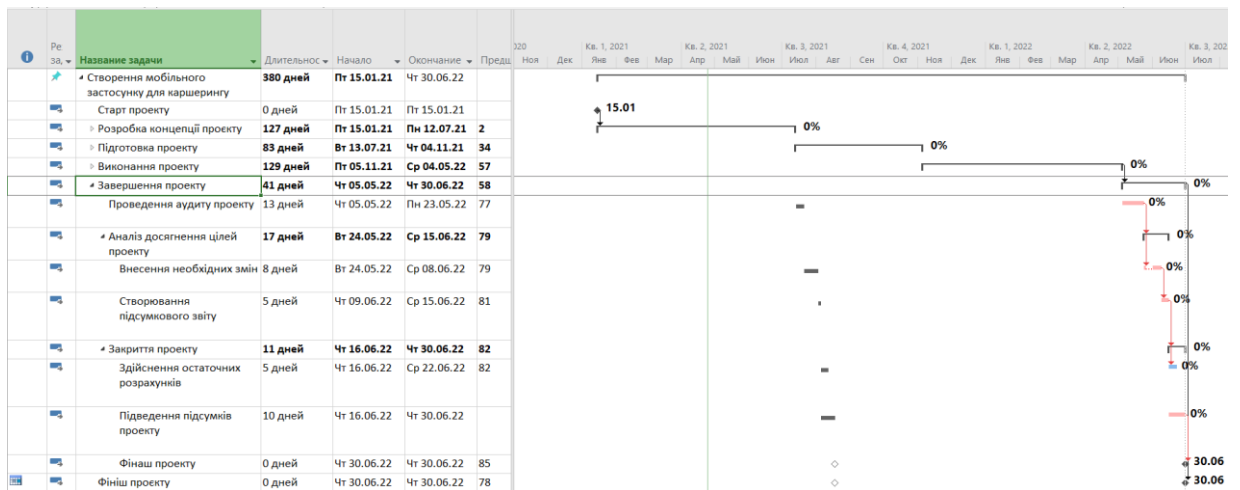 020 Кв. 1, 2021 Кв. 2, 2021 Кв. 3, 2021 Кв. 4, 2021 Кв. 1, 2022 Кв. 2, 2022 Кв. 3, 202
Ре
за, Название задачи Длительнос Начало Окончание Предш Ноя Дек Янв Фев Мар Апр Май Июн Июл Авг Сен Окт Ноя Дек Янв Фев Мар Апр Май Июн Июл
Створення мобільного 380 дней Пт 15.01.21 Чт 30.06.22
застосунку для каршерингу
Старт проекту 0 дней Пт 15.01.21 Пт 15.01.21 15.01
Розробка концепції проєкту 127 дней Пт 15.01.21 Пн 12.07.21 2 0%
Підготовка проекту 83 дней Вт 13.07.21 Чт 04.11.21 34 0%
Виконання проекту 129 дней Пт 05.11.21 Ср 04.05.22 57 0%
Завершення проекту 41 дней Чт 05.05.22 Чт 30.06.22 58 0%
Проведення аудиту проекту 13 дней Чт 05.05.22 Пн 23.05.22 77 0%
Аналіз досягнення цілей 17 дней Вт 24.05.22 Ср 15.06.22 79 0%
проекту
Внесення необхідних змін 8 дней Вт 24.05.22 Ср 08.06.22 79 0%
Створювання 5 дней Чт 09.06.22 Ср 15.06.22 81 0%
підсумкового звіту
Закриття проекту 11 дней Чт 16.06.22 Чт 30.06.22 82 0%
Здійснення остаточних 5 дней Чт 16.06.22 Ср 22.06.22 82 0%
розрахунків
Підведення підсумків 10 дней Чт 16.06.22 Чт 30.06.22 0%
проекту
Фінаш проекту 0 дней Чт 30.06.22 Чт 30.06.22 85 30.06
Фініш проєкту 0 дней Чт 30.06.22 Чт 30.06.22 78 30.06